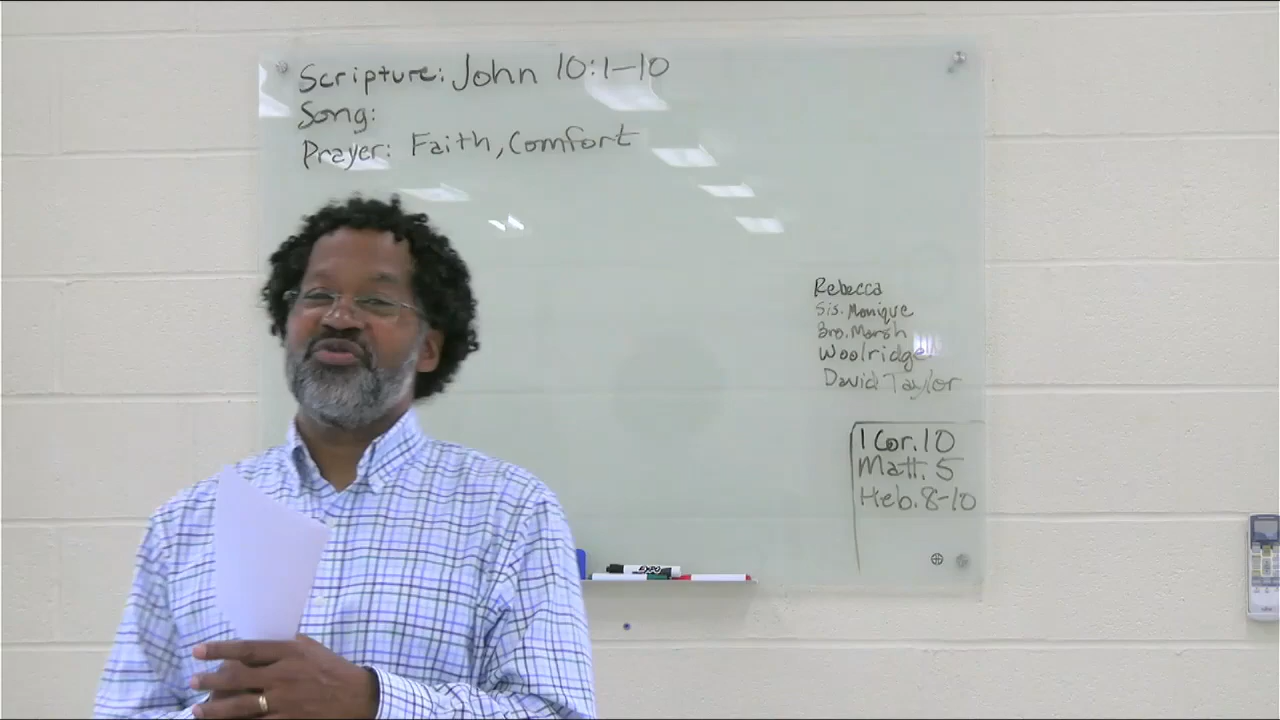 Scripture: John 10:1-10
Song:
Prayer: Faith, Comfort
Rebecca
Sis. Monique
Bro. Marsh
Woolridge
David Taylor
1 Cor. 10
Matt. 5
Heb. 8-10